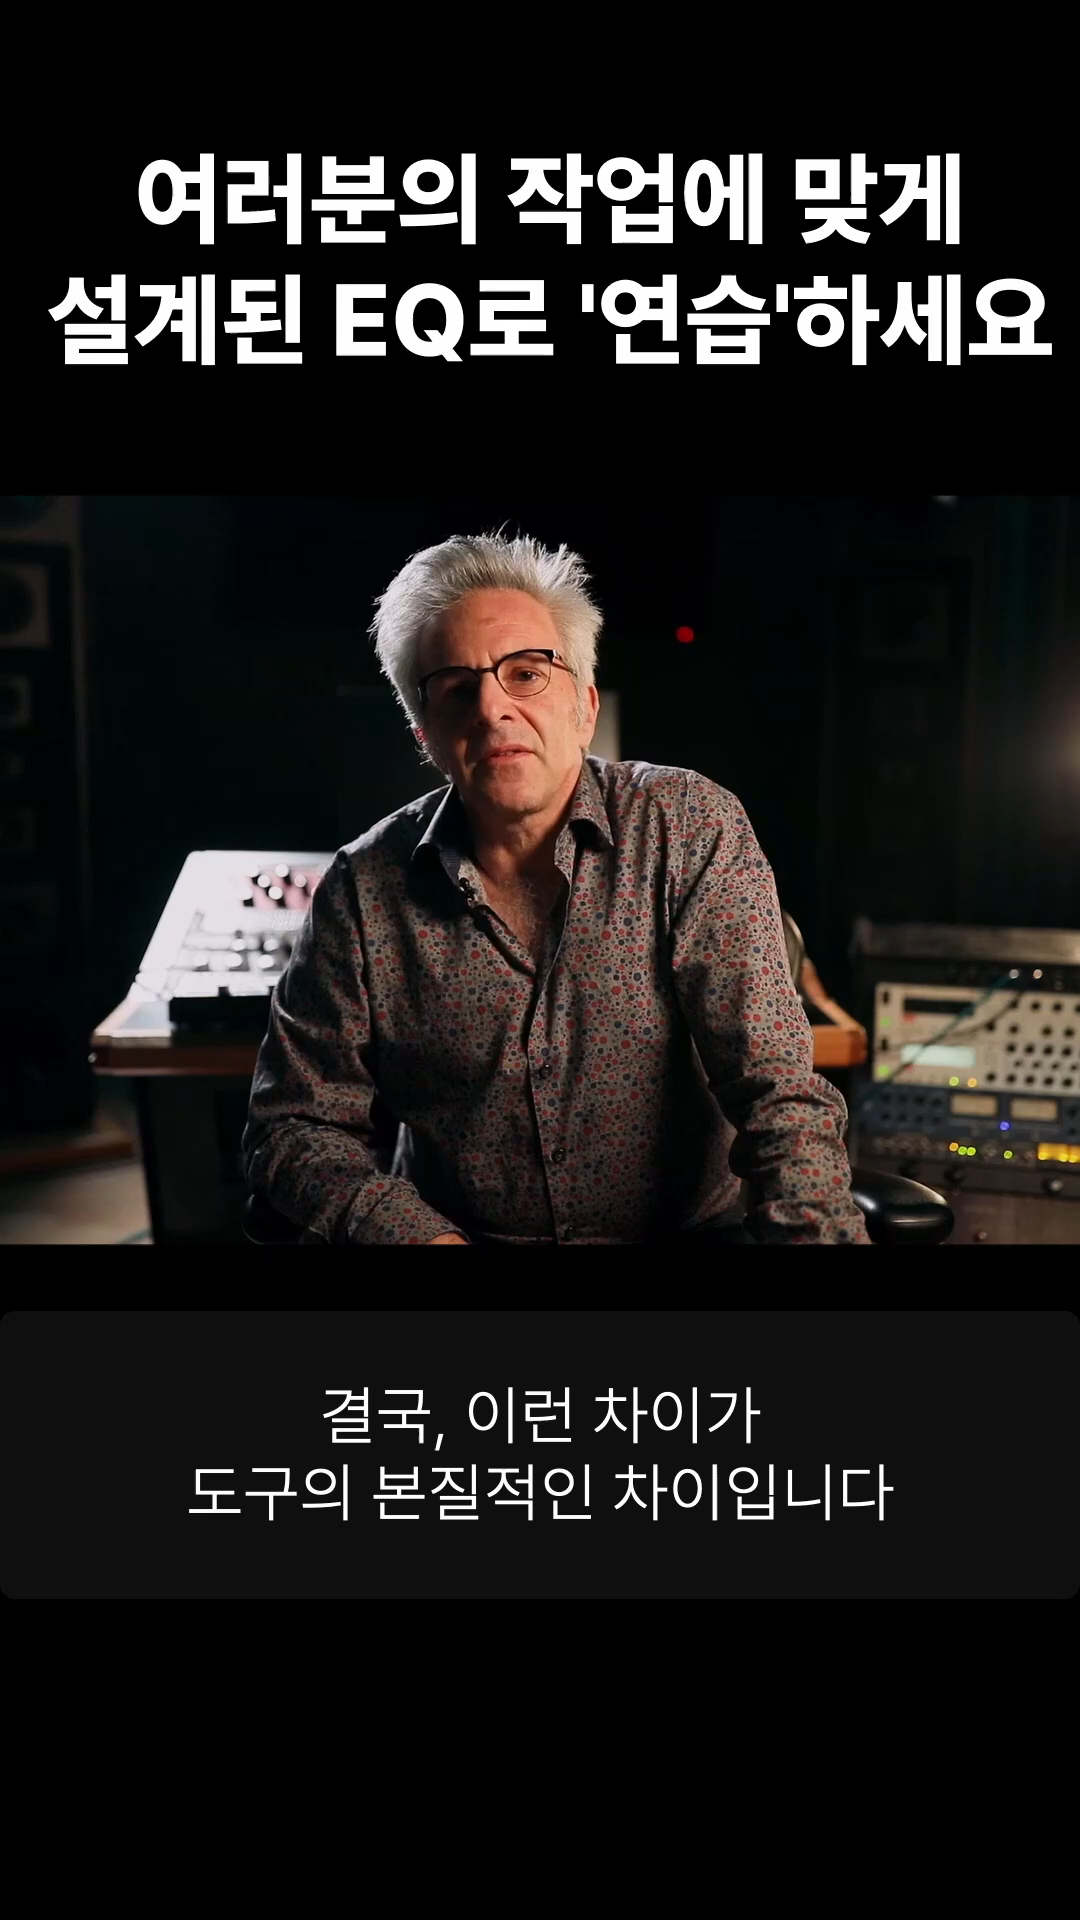 여러분의 작업에 맞게
설계된 EQ로 '연습'하세요
결국, 이런 차이가
도구의 본질적인 차이입니다